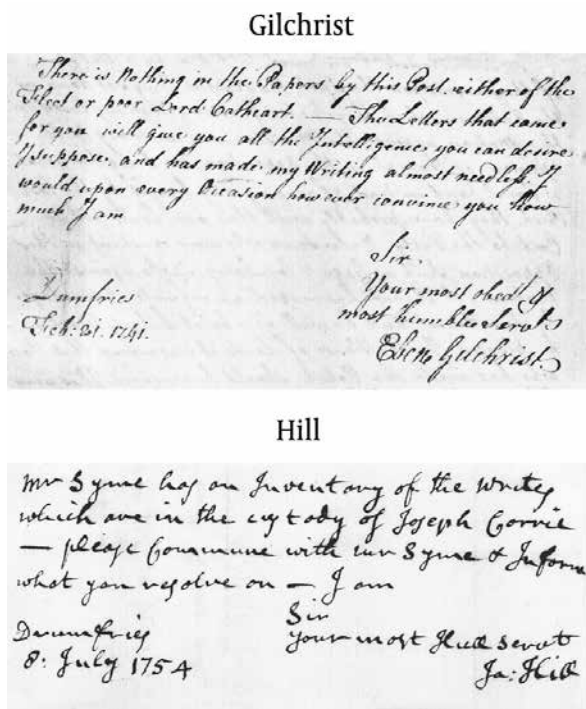 Gilchrist
There is nothing in the Papers by this Post either of the
Fleet or poor Lord Cathcart. — The Letters that came
for you will give you all the Intelligence you can desire
I suppose, and has made my Writing almost needless. I
would upon every Occasion however convince you how
much I am
Sir.
Your most obedt. &
most humble Servt.
Dumfries
Feb: 21. 1741.
Eben Gilchrist.
Hill
Mr Syme has an Inventory of the Writes
which are in the custody of Joseph Corrie
— please Commune with mr Syme & Inform
what you resolve on — I am
Sir
Drumfries
your most Hull servt
8: July 1754
Ja: Hill